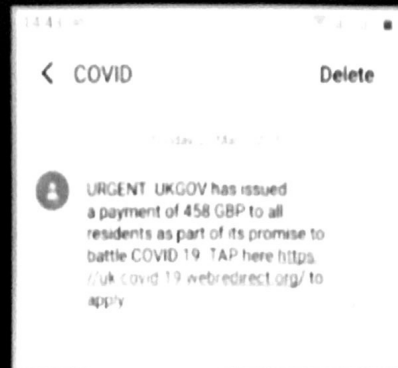 COVID
Delete
URGENT UKGOV has issued
a payment of 458 GBP to all
residents as part of its promise to
battle COVID 19 TAP here https
//uk covid 19 webredirect.org/ to
apply